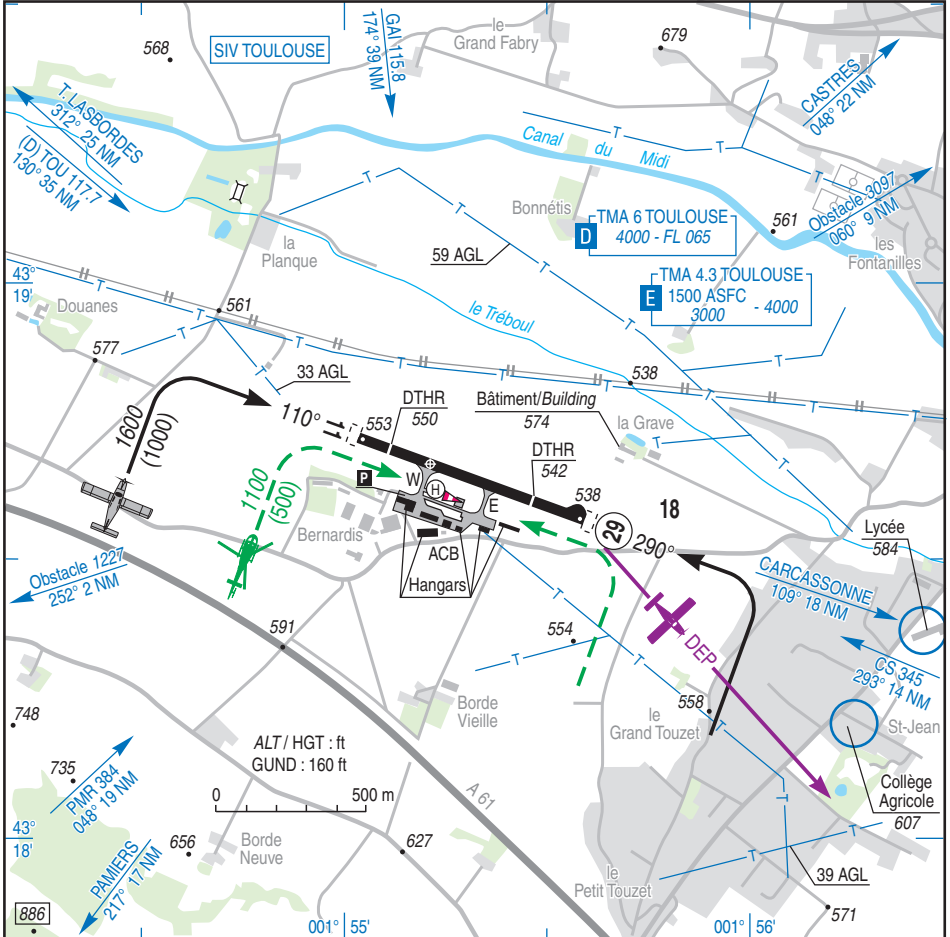 568
SIV TOULOUSE
GAI 115.8
174° 39 NM
le
Grand Fabry
679
CASTRES
048° 22 NM
T. LASBORDES
312° 25 NM
(D) TOU 117.7
130° 35 NM
Canal
du
Midi
T
T
T
T
Bonnétis
TMA 6 TOULOUSE
D
4000 - FL 065
561
Obstacle 3097
060° 9 NM
les
Fontanilles
la
Planque
59 AGL
TMA 4.3 TOULOUSE
E
1500 ASFC
3000
- 4000
43°
19'
Douanes
561
le Tréboul
T
T
T
T
T
T
T
577
T
T
33 AGL
538
1600
(1000)
110°
553
DTHR
550
Bâtiment/Building
574
la Grave
T
DTHR
542
1100
(500)
P
W
H
E
538
18
Bernardis
29
290°
Lycée
584
ACB
Hangars
Obstacle 1227
252° 2 NM
CARCASSONNE
109° 18 NM
591
554
T
T
DEP
CS 345
293° 14 NM
748
Borde
Vieille
558
le
Grand Touzet
T
St-Jean
ALT / HGT : ft
GUND : 160 ft
735
PMR 384
048° 19 NM
0
500 m
A 61
T
Collège
Agricole
607
43°
18'
656
Borde
Neuve
627
T
T
39 AGL
PAMIERS
217° 17 NM
le
Petit Touzet
571
886
001° 55'
001° 56'